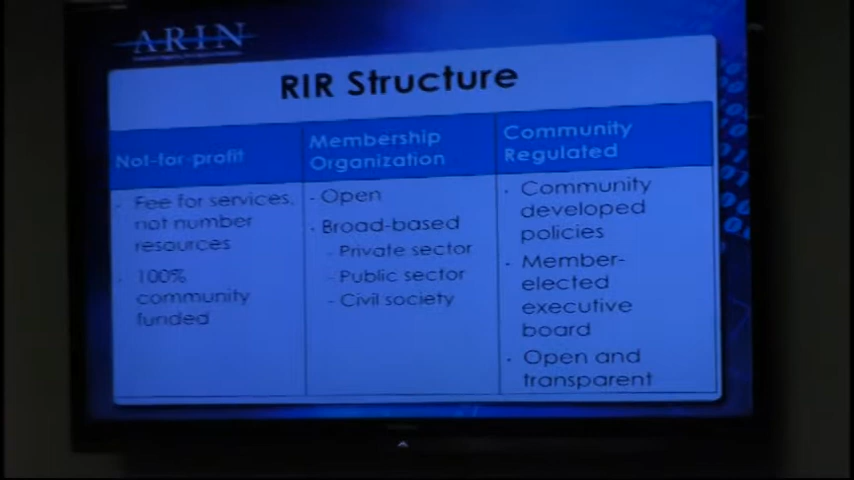 ARIN
RIR Structure
Not-for-profit
Fee for services,
not number
resources
100%
community
funded
Membership
Organization
Open
Broad-based
- Private sector
- Public sector
- Civil society
Community
Regulated
Community
developed
policies
Member-
elected
executive
board
Open and
transparent